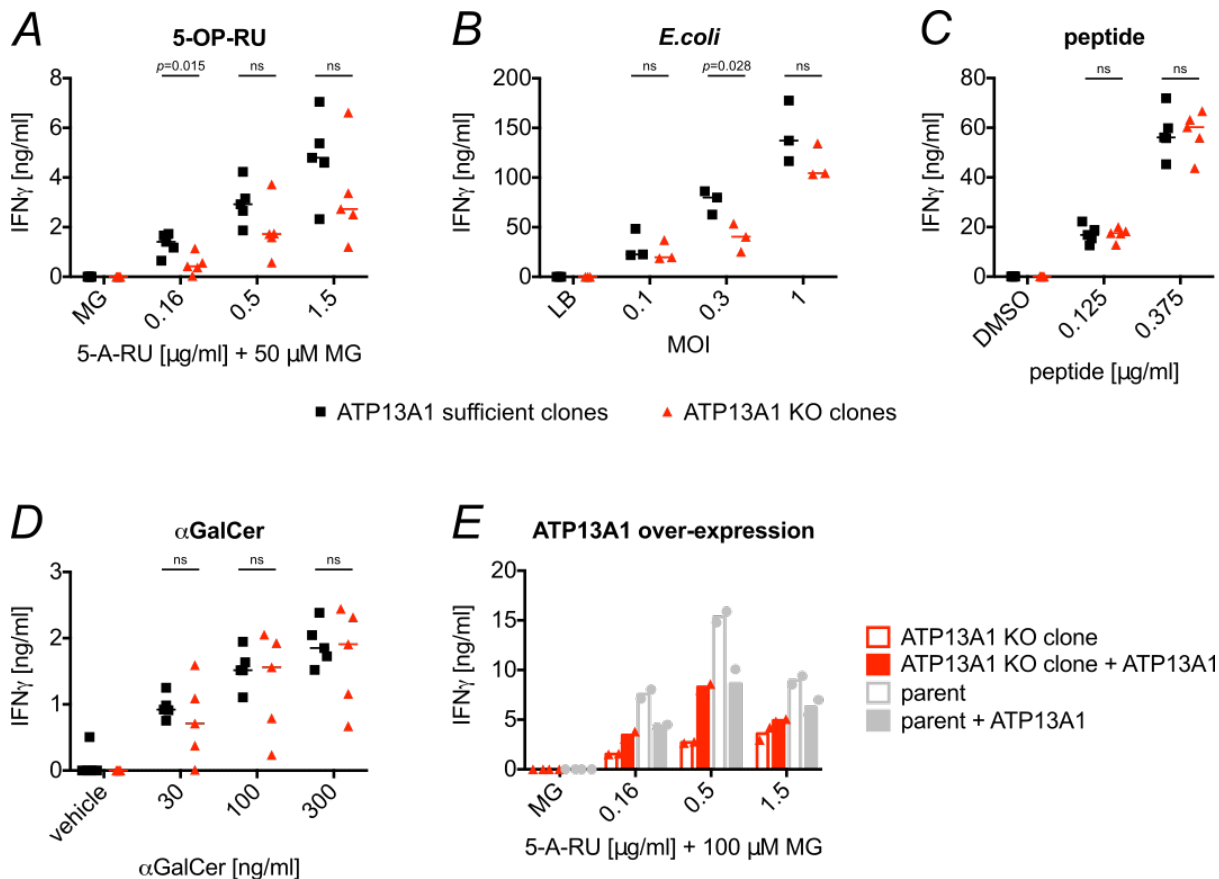 A
5-OP-RU
p=0.015
ns
ns
IFNγ [ng/ml]
8
6
4
2
0
MG
0.16
0.5
1.5
5-A-RU [μg/ml] + 50 μM MG
B
E.coli
ns
p=0.028
ns
IFNγ [ng/ml]
200
150
100
50
0
LB
0.1
0.3
1
MOI
C
peptide
ns
ns
IFNγ [ng/ml]
80
60
40
20
0
DMSO
0.125
0.375
peptide [μg/ml]
ATP13A1 sufficient clones
ATP13A1 KO clones
D
αGalCer
ns
ns
ns
IFNγ [ng/ml]
3
2
1
0
vehicle
30
100
300
αGalCer [ng/ml]
E
ATP13A1 over-expression
IFNγ [ng/ml]
20
15
10
5
0
MG
0.16
0.5
1.5
5-A-RU [μg/ml] + 100 μM MG
ATP13A1 KO clone
ATP13A1 KO clone + ATP13A1
parent
parent + ATP13A1